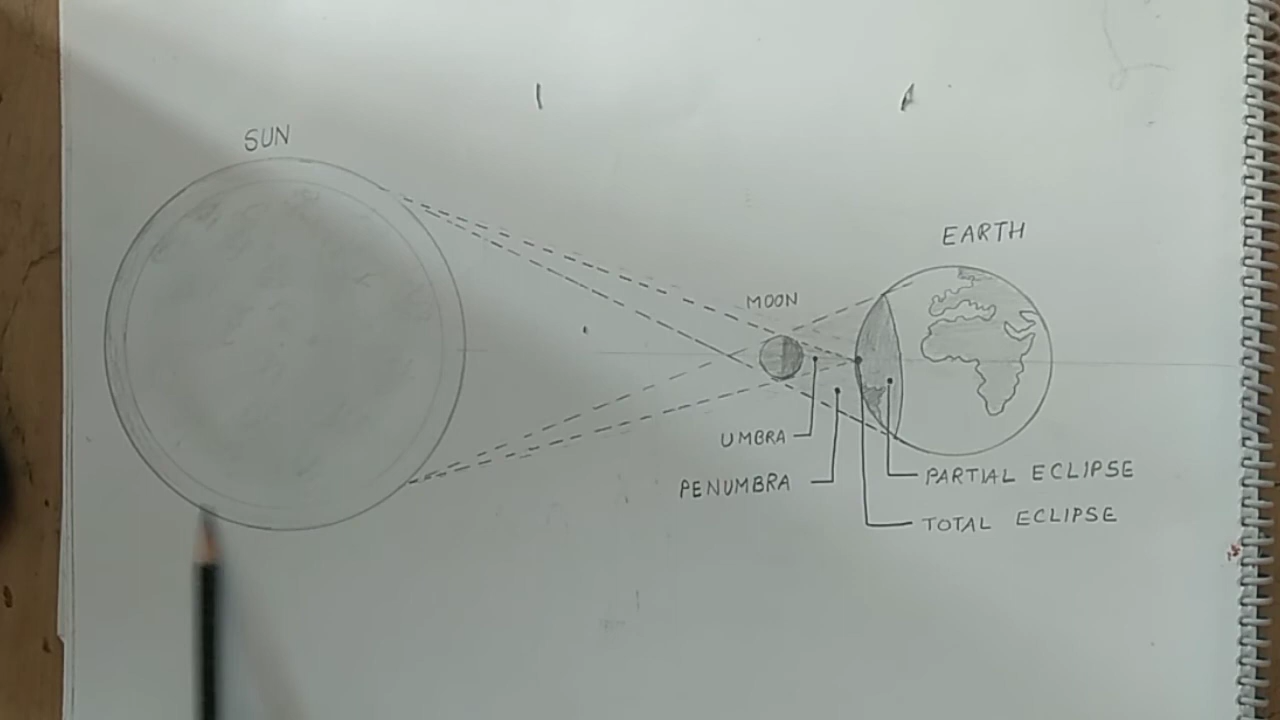 SUN
EARTH
MOON
UMBRA
PENUMBRA
PARTIAL ECLIPSE
TOTAL ECLIPSE